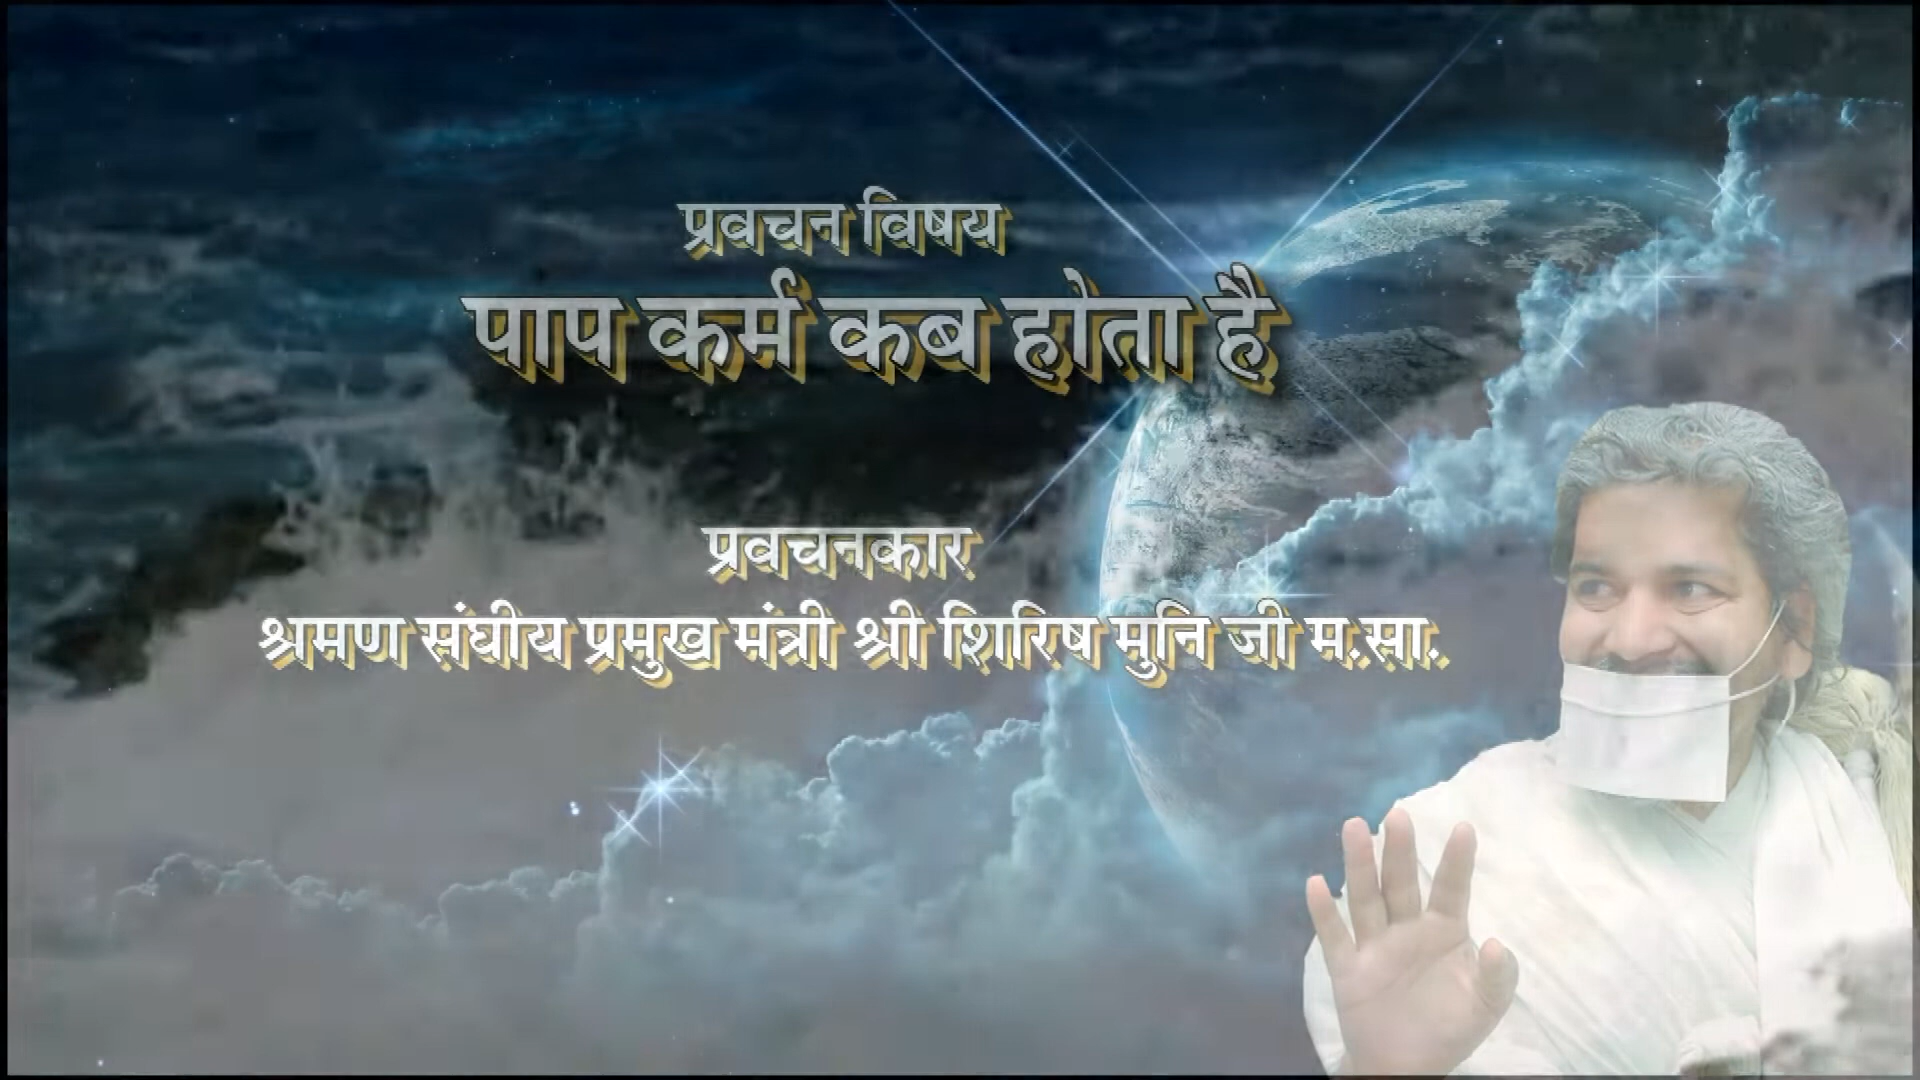 प्रवचन विषय
पाप कर्म कब होता है
प्रवचनकार
श्रमण संघीय प्रमुख मंत्री श्री शिरिष मुनि जी म.सा.